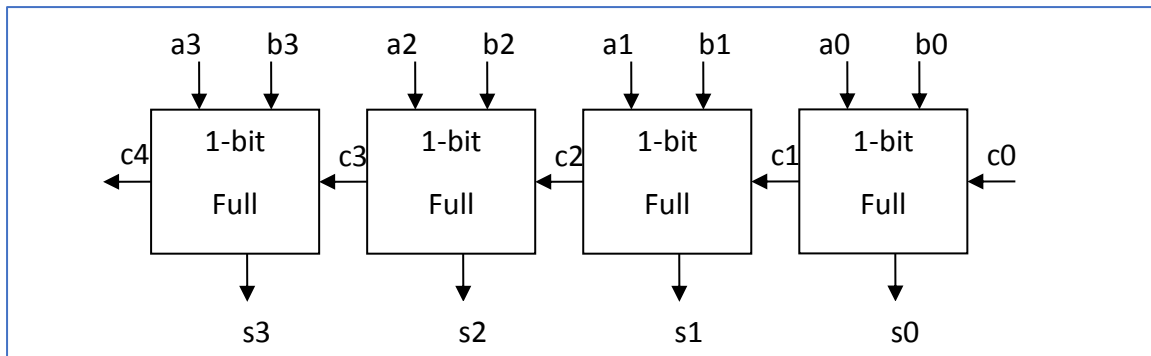 a3 b3 a2 b2 a1 b1 a0 b0
1-bit 1-bit 1-bit 1-bit
c4 c3 c2 c1 c0
Full Full Full Full
s3 s2 s1 s0